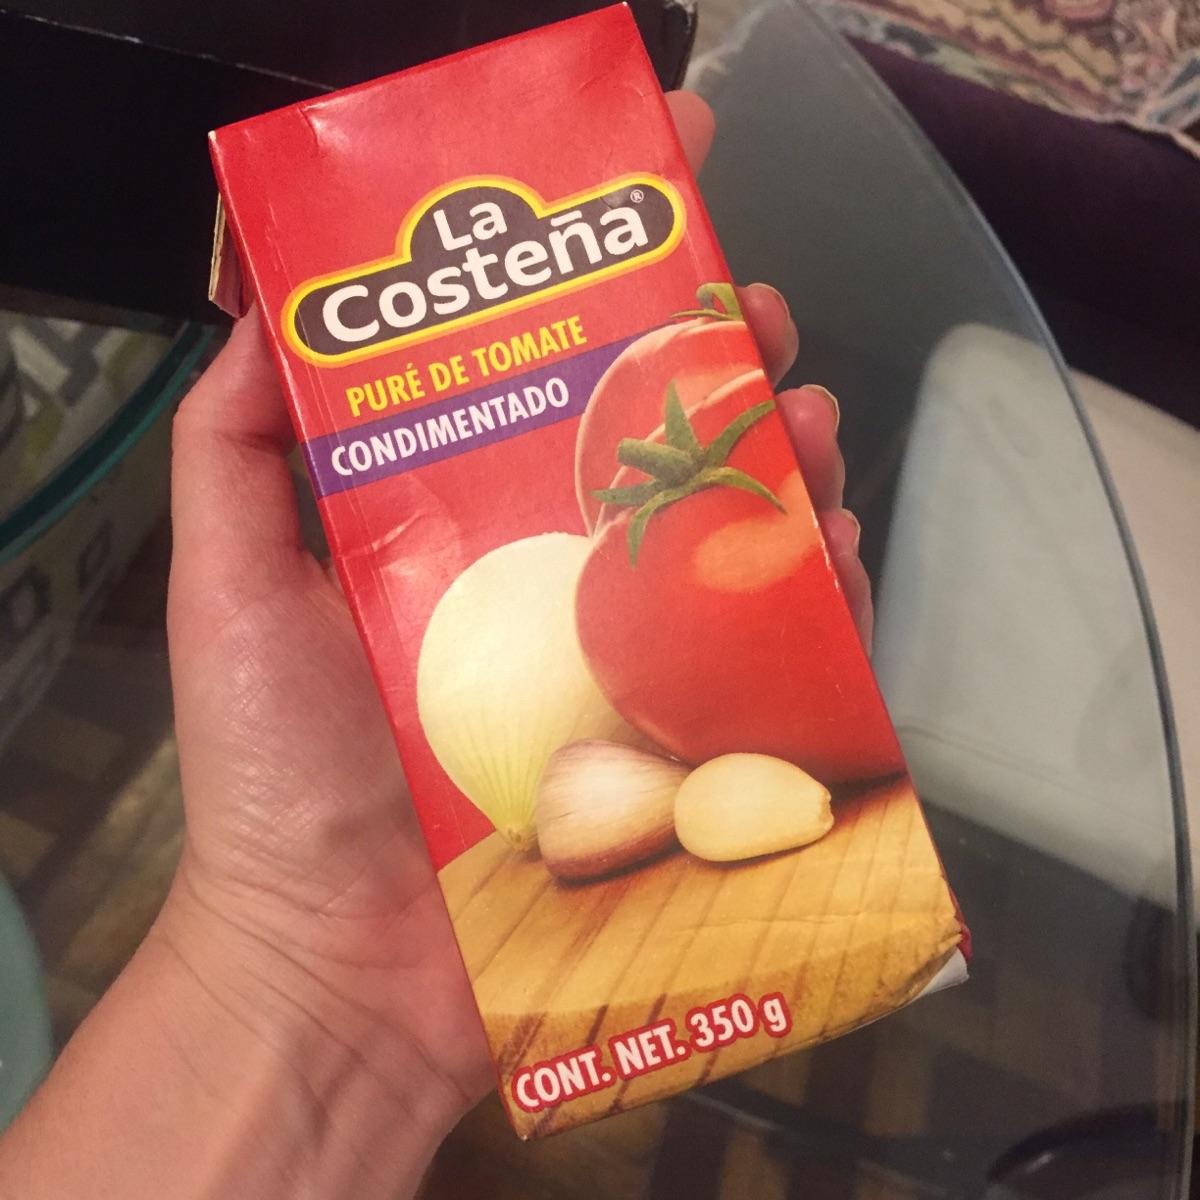 La
Costeña®
PURÉ DE TOMATE
CONDIMENTADO
CONT. NET. 350 g